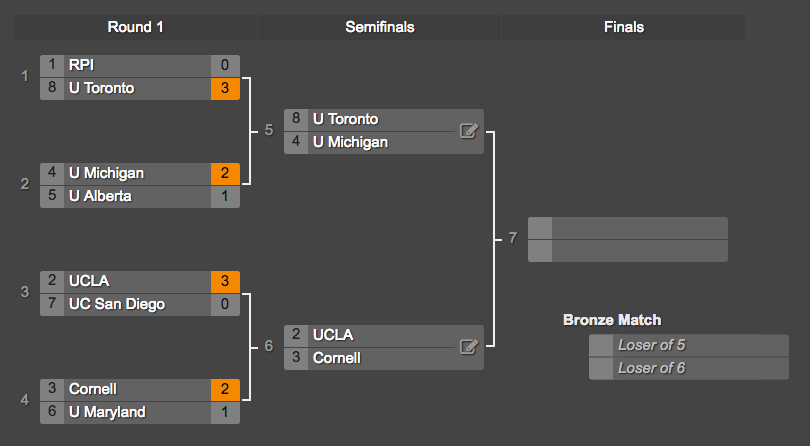 Round 1 Semifinals Finals
1 1 RPI 0
8 U Toronto 3
2 4 U Michigan 2
5 U Alberta 1
3 2 UCLA 3
7 UC San Diego 0
4 3 Cornell 2
6 U Maryland 1
5 8 U Toronto
4 U Michigan
6 2 UCLA
3 Cornell
7
Bronze Match
Loser of 5
Loser of 6